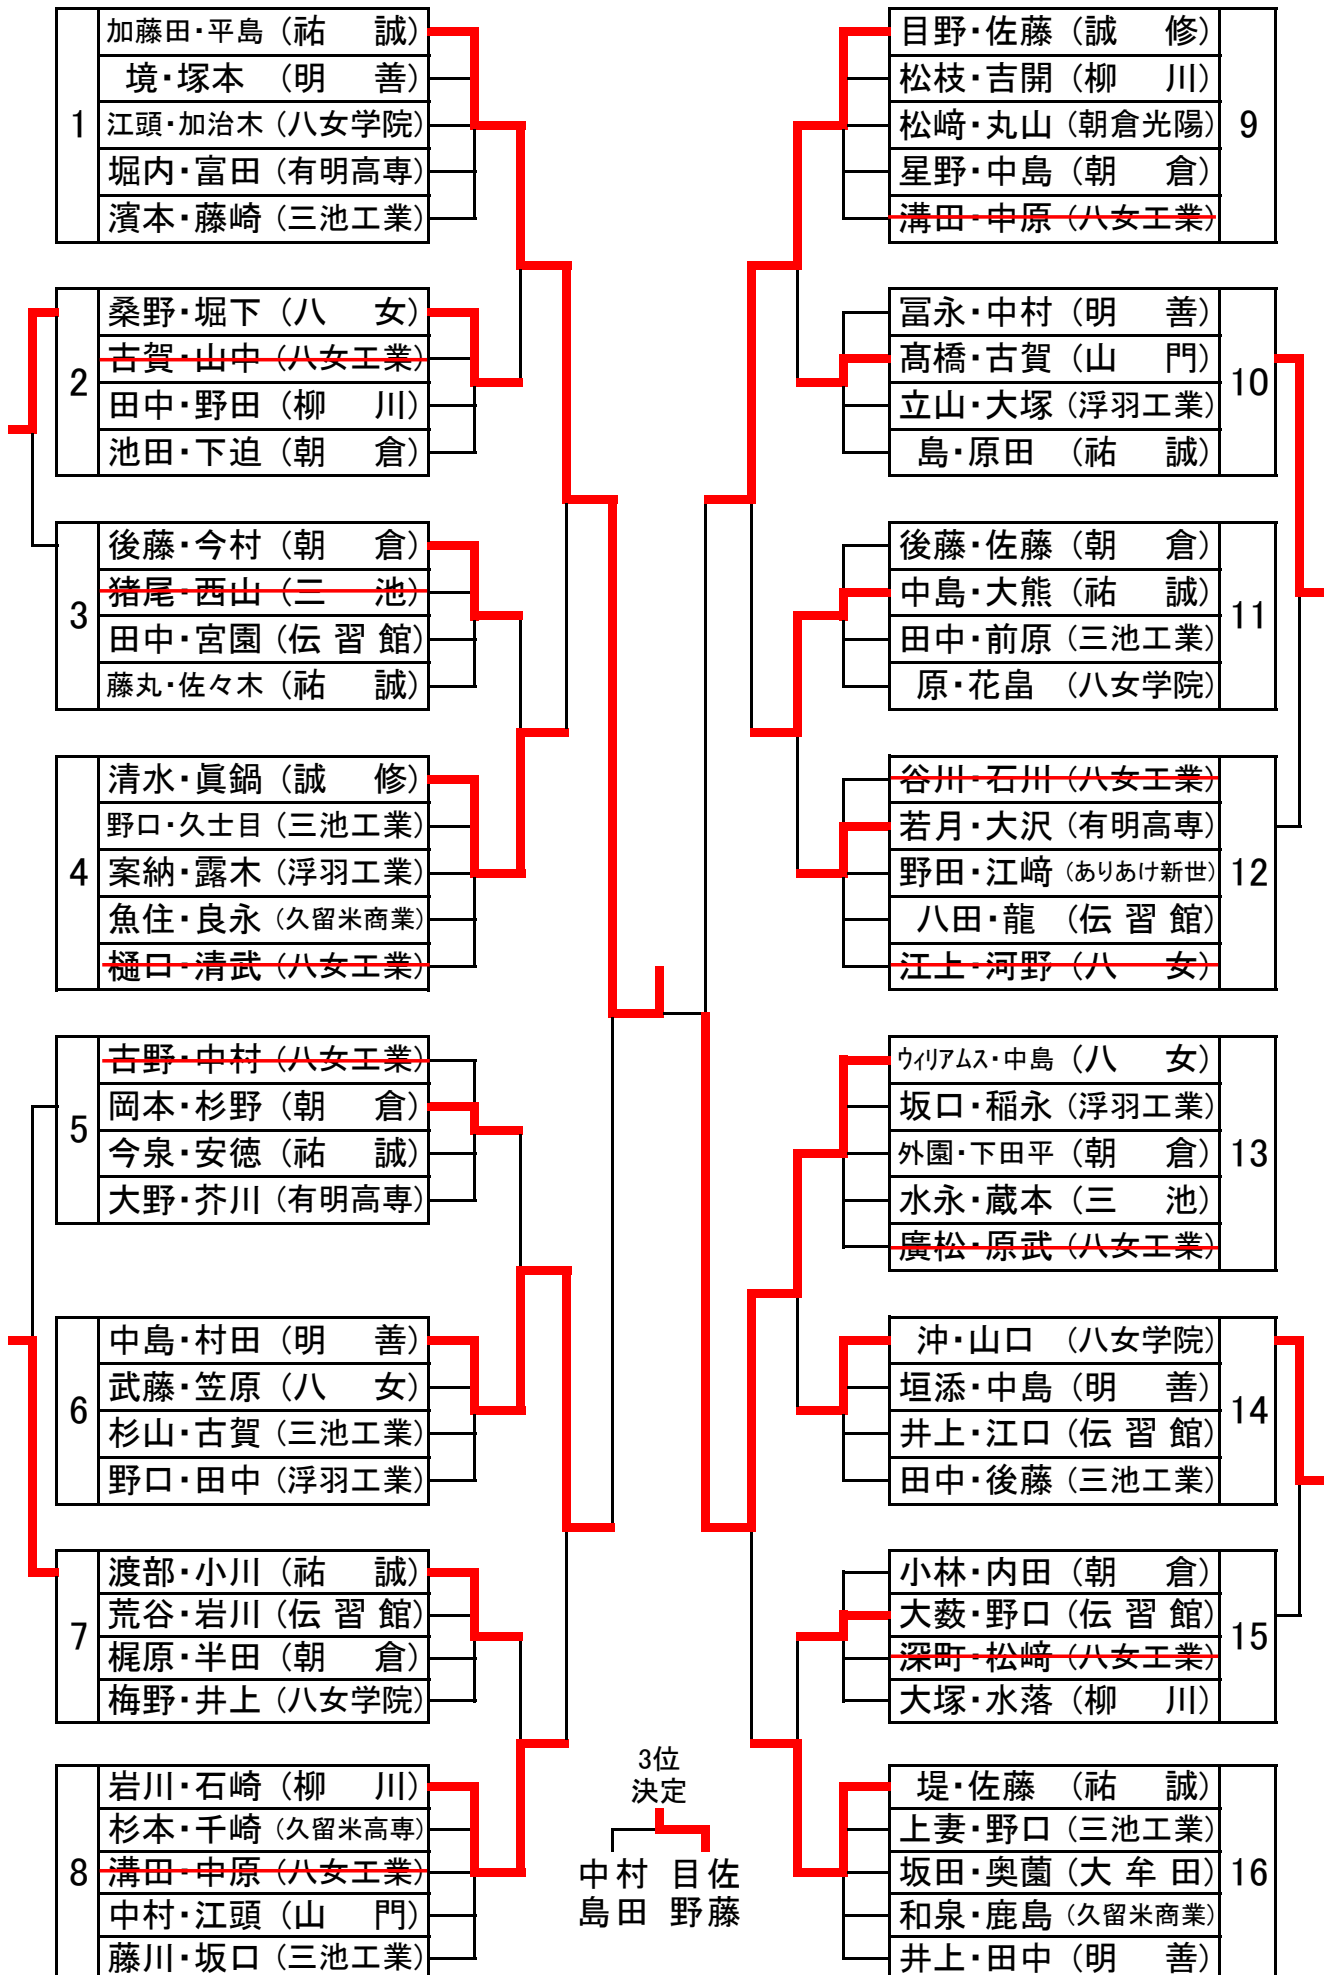 1
加藤田・平島 (祐 誠)
境・塚本 (明 善)
江頭・加治木 (八女学院)
堀内・富田 (有明高専)
濱本・藤崎 (三池工業)
2
桑野・堀下 (八 女)
古賀・山中 (八女工業)
田中・野田 (柳 川)
池田・下迫 (朝 倉)
3
後藤・今村 (朝 倉)
猪尾・西山 (三 池)
田中・宮園 (伝習館)
藤丸・佐々木 (祐 誠)
4
清水・眞鍋 (誠 修)
野口・久士目 (三池工業)
案納・露木 (浮羽工業)
魚住・良永 (久留米商業)
樋口・清武 (八女工業)
5
古野・中村 (八女工業)
岡本・杉野 (朝 倉)
今泉・安徳 (祐 誠)
大野・芥川 (有明高専)
6
中島・村田 (明 善)
武藤・笠原 (八 女)
杉山・古賀 (三池工業)
野口・田中 (浮羽工業)
7
渡部・小川 (祐 誠)
荒谷・岩川 (伝習館)
梶原・半田 (朝 倉)
梅野・井上 (八女学院)
8
岩川・石崎 (柳 川)
杉本・千崎 (久留米高専)
溝田・中原 (八女工業)
中村・江頭 (山 門)
藤川・坂口 (三池工業)
3位
決定
中村 目佐
島田 野藤
9
目野・佐藤 (誠 修)
松枝・吉開 (柳 川)
松﨑・丸山 (朝倉光陽)
星野・中島 (朝 倉)
溝田・中原 (八女工業)
10
冨永・中村 (明 善)
髙橋・古賀 (山 門)
立山・大塚 (浮羽工業)
島・原田 (祐 誠)
11
後藤・佐藤 (朝 倉)
中島・大熊 (祐 誠)
田中・前原 (三池工業)
原・花畠 (八女学院)
12
谷川・石川 (八女工業)
若月・大沢 (有明高専)
野田・江﨑 (ありあけ新世)
八田・龍 (伝習館)
江上・河野 (八 女)
13
ウィリアムス・中島 (八 女)
坂口・稲永 (浮羽工業)
外園・下田平 (朝 倉)
水永・蔵本 (三 池)
廣松・原武 (八女工業)
14
沖・山口 (八女学院)
垣添・中島 (明 善)
井上・江口 (伝習館)
田中・後藤 (三池工業)
15
小林・内田 (朝 倉)
大薮・野口 (伝習館)
深町・松﨑 (八女工業)
大塚・水落 (柳 川)
16
堤・佐藤 (祐 誠)
上妻・野口 (三池工業)
坂田・奥薗 (大牟田)
和泉・鹿島 (久留米商業)
井上・田中 (明 善)